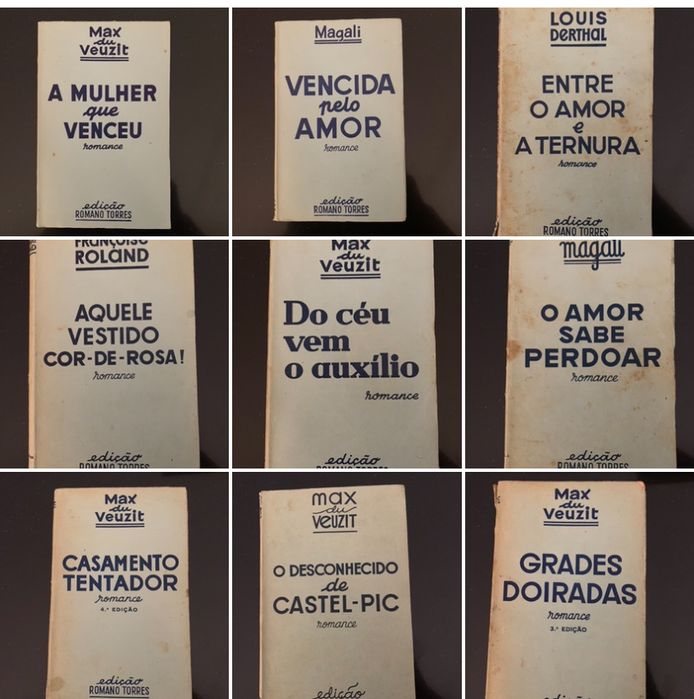 Max
du
Veuzit
A MULHER
que
VENCEU
romance
edição
ROMANO TORRES
Magali
VENCIDA
pelo
AMOR
romance
edição
ROMANO TORRES
LOUIS
DERTHAL
ENTRE
O AMOR
e
A TERNURA
romance
edição
ROMANO TORRES
FRANÇOISE
ROLAND
AQUELE
VESTIDO
COR-DE-ROSA!
romance
edição
ROMANO TORRES
Max
du
Veuzit
Do céu
vem
o auxílio
romance
edição
ROMANO TORRES
magali
O AMOR
SABE
PERDOAR
romance
edição
ROMANO TORRES
Max
du
Veuzit
CASAMENTO
TENTADOR
romance
4.ª EDIÇÃO
edição
ROMANO TORRES
max
du
VEUZIT
O DESCONHECIDO
de
CASTEL-PIC
romance
edição
Max
du
Veuzit
GRADES
DOIRADAS
romance
3.ª EDIÇÃO
edição